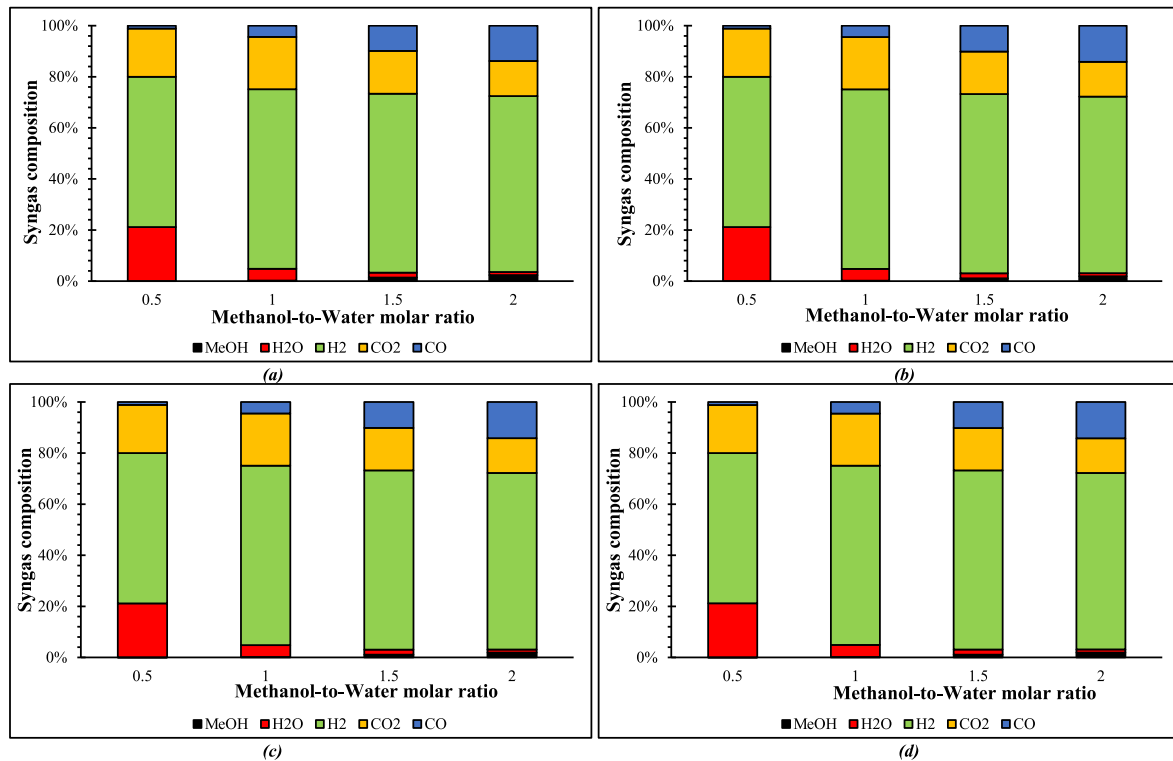 100%
80%
60%
40%
20%
0%
Syngas composition
0.5 1 1.5 2
Methanol-to-Water molar ratio
MeOH H2O H2 CO2 CO
(a)
100%
80%
60%
40%
20%
0%
Syngas composition
0.5 1 1.5 2
Methanol-to-Water molar ratio
MeOH H2O H2 CO2 CO
(b)
100%
80%
60%
40%
20%
0%
Syngas composition
0.5 1 1.5 2
Methanol-to-Water molar ratio
MeOH H2O H2 CO2 CO
(c)
100%
80%
60%
40%
20%
0%
Syngas composition
0.5 1 1.5 2
Methanol-to-Water molar ratio
MeOH H2O H2 CO2 CO
(d)